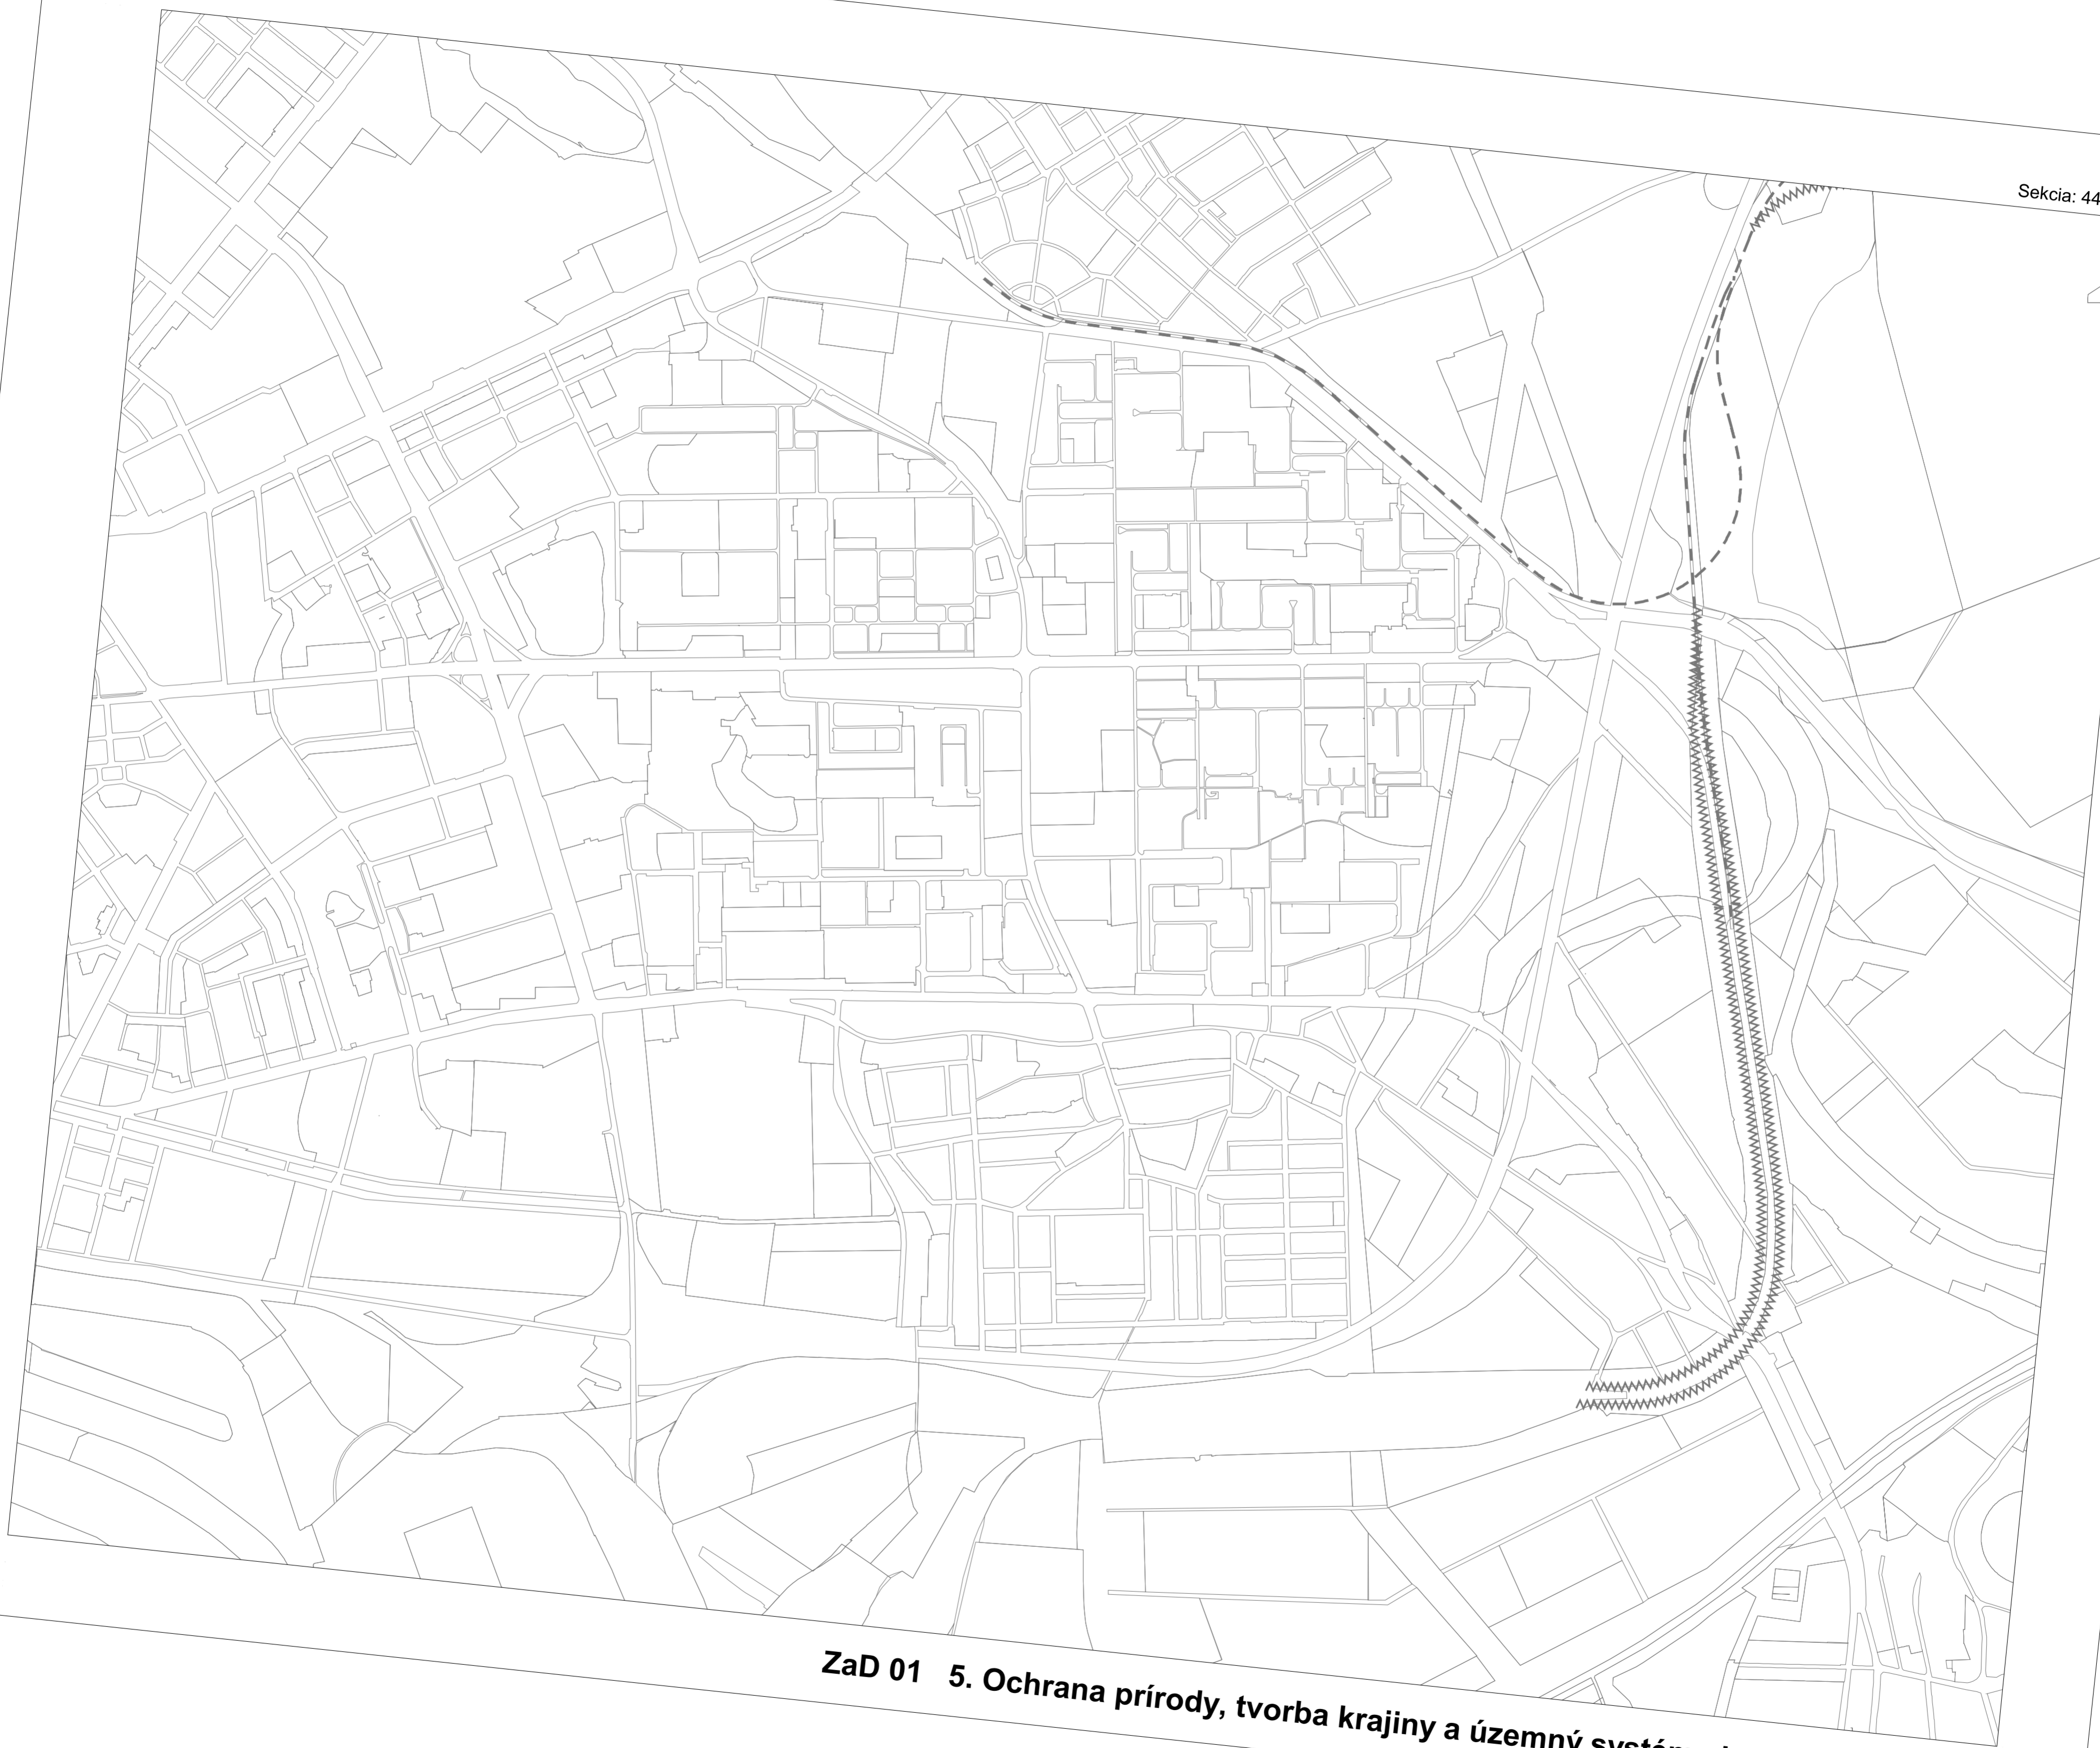 Sekcia: 44
ZaD 01 5. Ochrana prírody, tvorba krajiny a územný